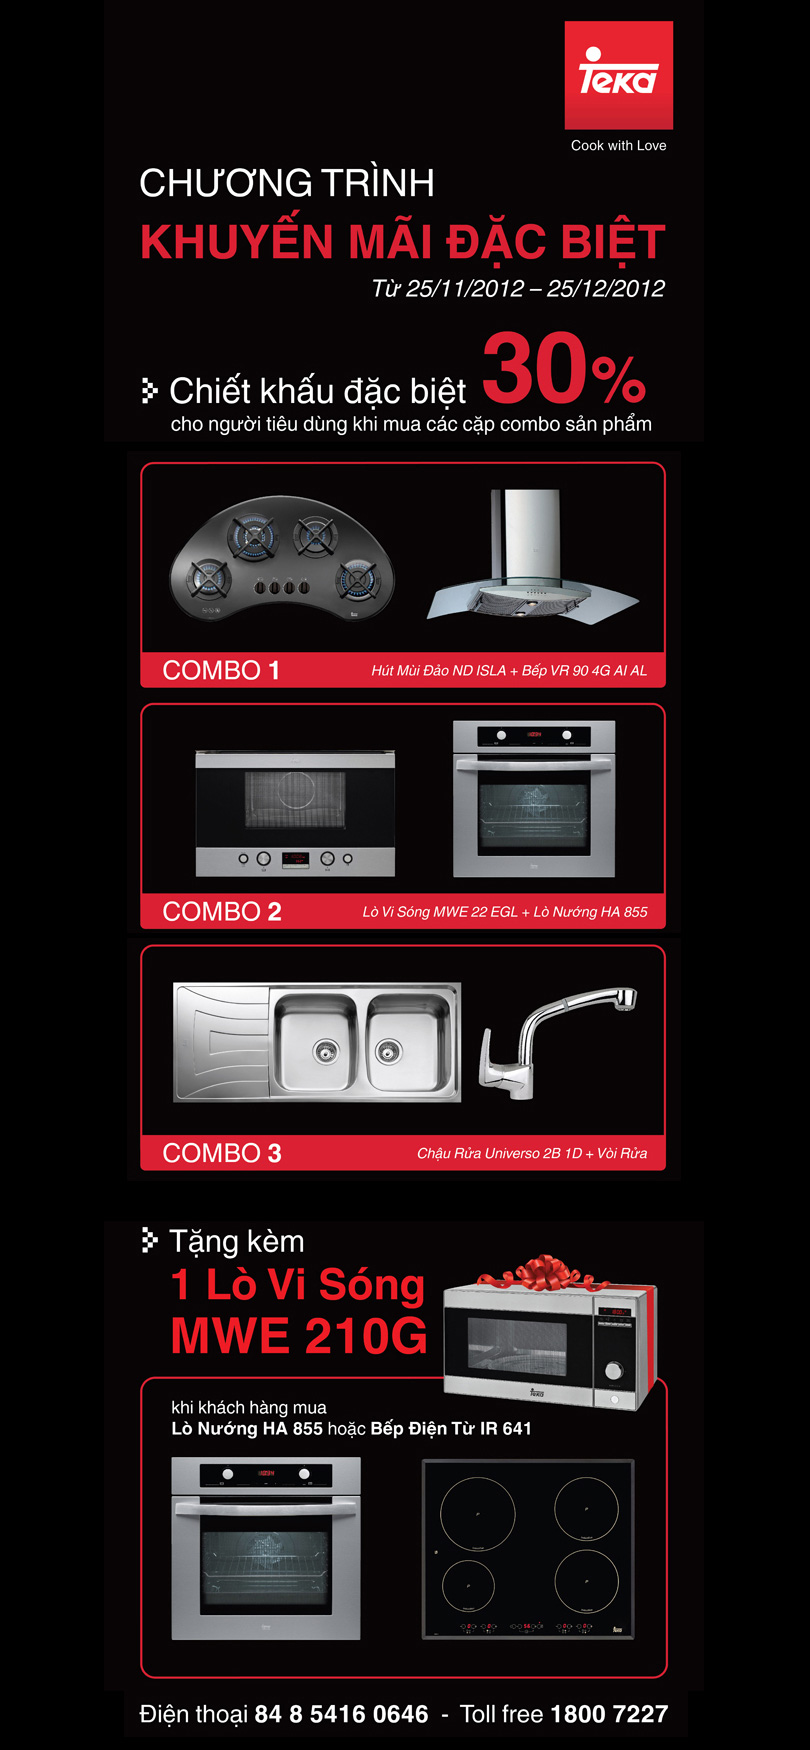 Teka
Cook with Love
CHƯƠNG TRÌNH
KHUYẾN MÃI ĐẶC BIỆT
Từ 25/11/2012 – 25/12/2012
Chiết khấu đặc biệt 30%
cho người tiêu dùng khi mua các cặp combo sản phẩm
COMBO 1 Hút Mùi Đảo ND ISLA + Bếp VR 90 4G AI AL
COMBO 2 Lò Vi Sóng MWE 22 EGL + Lò Nướng HA 855
COMBO 3 Chậu Rửa Universo 2B 1D + Vòi Rửa
Tặng kèm
1 Lò Vi Sóng
MWE 210G
Teka
khi khách hàng mua
Lò Nướng HA 855 hoặc Bếp Điện Từ IR 641
Điện thoại 84 8 5416 0646 - Toll free 1800 7227